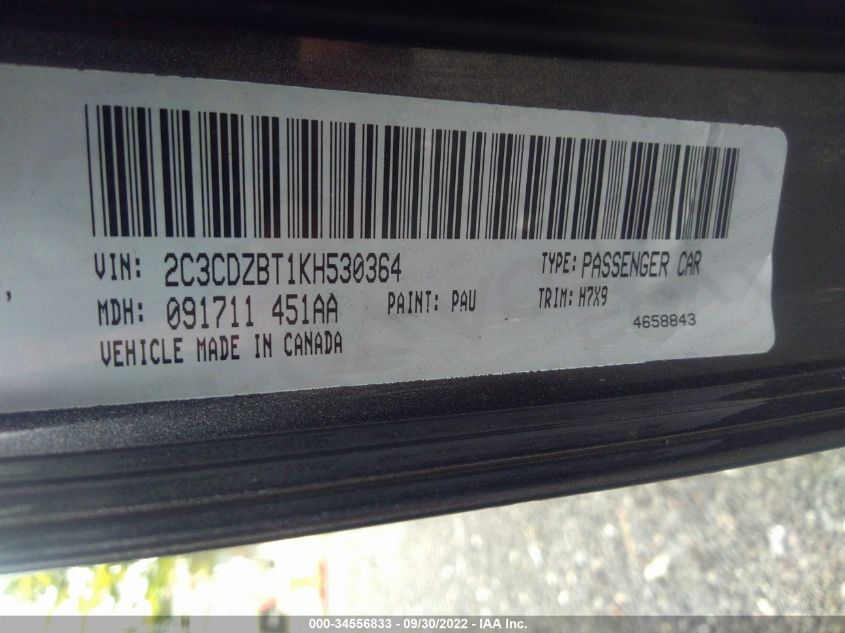 VIN: 2C3CDZBT1KH530364 TYPE: PASSENGER CAR
MDH: 091711 451AA PAINT: PAU TRIM: H7X9
4658843
VEHICLE MADE IN CANADA
000-34556833 - 09/30/2022 - IAA Inc.